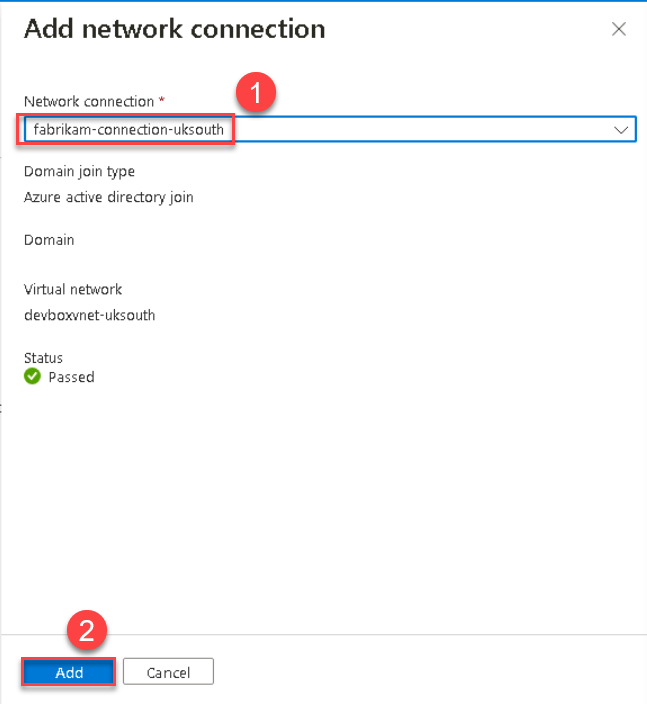 Add network connection
Network connection *
1
fabrikam-connection-uksouth
Domain join type
Azure active directory join
Domain
Virtual network
devboxvnet-uksouth
Status
Passed
2
Add Cancel